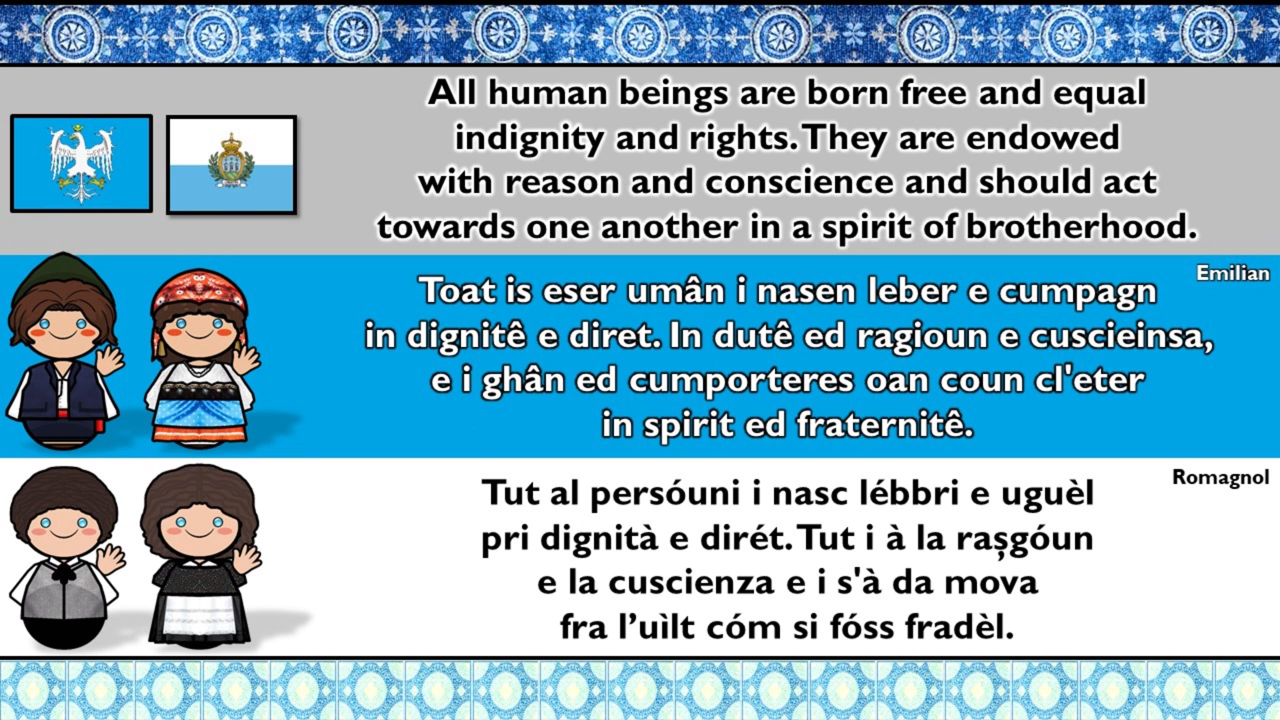 All human beings are born free and equal
indignity and rights. They are endowed
with reason and conscience and should act
towards one another in a spirit of brotherhood.
Emilian
Toat is eser umân i nasen leber e cumpagn
in dignitê e diret. In dutê ed ragioun e cuscieinsa,
e i ghân ed cumporteres oan coun cl'eter
in spirit ed fraternitê.
Romagnol
Tut al persóuni i nasc lébbri e uguèl
pri dignità e dirét. Tut i à la rașgóun
e la cuscienza e i s'à da mova
fra l’uìlt cóm si fóss fradèl.